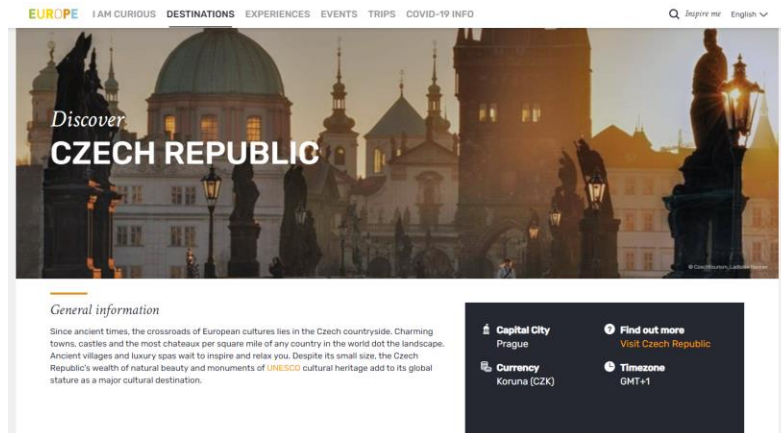 EUROPE I AM CURIOUS DESTINATIONS EXPERIENCES EVENTS TRIPS COVID-19 INFO Inspire me English
Discover
CZECH REPUBLIC
© CzechTourism, Ladislav Renner
General information
Since ancient times, the crossroads of European cultures lies in the Czech countryside. Charming
towns, castles and the most chateaux per square mile of any country in the world dot the landscape.
Ancient villages and luxury spas wait to inspire and relax you. Despite its small size, the Czech
Republic's wealth of natural beauty and monuments of UNESCO cultural heritage add to its global
stature as a major cultural destination.
Capital City
Prague
Currency
Koruna (CZK)
Find out more
Visit Czech Republic
Timezone
GMT+1